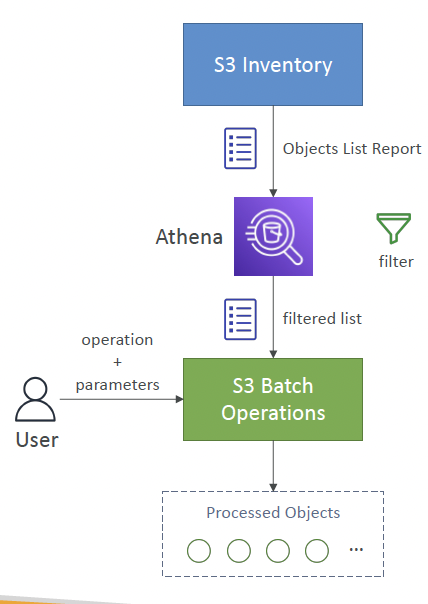 S3 Inventory
Objects List Report
Athena
filter
filtered list
operation
+
parameters
User
S3 Batch
Operations
Processed Objects
...